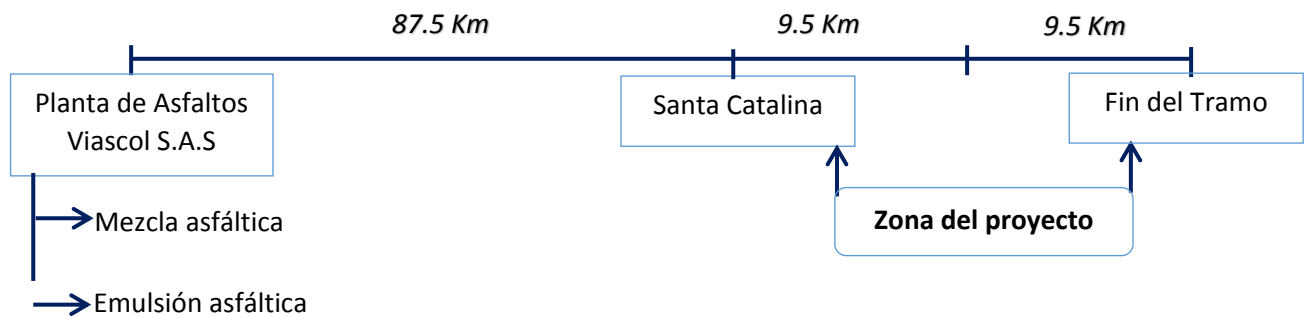 87.5 Km
9.5 Km
9.5 Km
Planta de Asfaltos
Viascol S.A.S
Santa Catalina
Fin del Tramo
Mezcla asfáltica
Zona del proyecto
Emulsión asfáltica